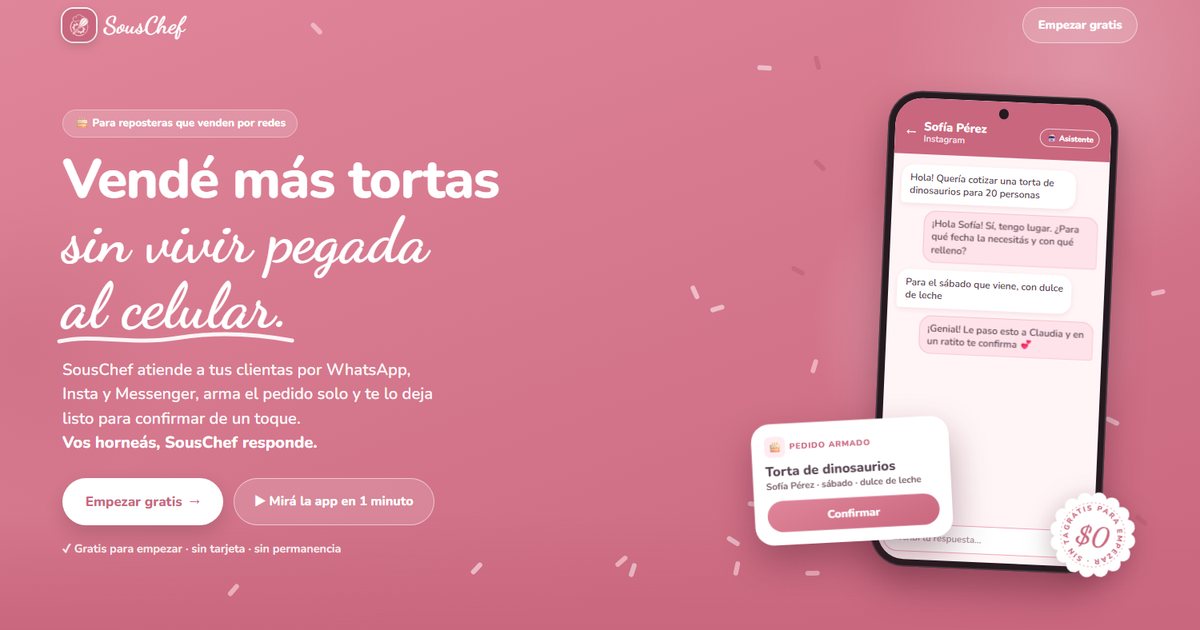 SousChef
Empezar gratis
Para reposteras que venden por redes
Vendé más tortas
sin vivir pegada
al celular.
SousChef atiende a tus clientas por WhatsApp,
Insta y Messenger, arma el pedido solo y te lo deja
listo para confirmar de un toque.
Vos horneás, SousChef responde.
Empezar gratis →
▶ Mirá la app en 1 minuto
✓ Gratis para empezar · sin tarjeta · sin permanencia
← Sofía Pérez
Instagram
Asistente
Hola! Quería cotizar una torta de
dinosaurios para 20 personas
¡Hola Sofía! Sí, tengo lugar. ¿Para
qué fecha la necesitás y con qué
relleno?
Para el sábado que viene, con dulce
de leche
¡Genial! Le paso esto a Claudia y en
un ratito te confirma 💕
PEDIDO ARMADO
Torta de dinosaurios
Sofía Pérez · sábado · dulce de leche
Confirmar
tu respuesta...
GRATIS PARA EMPEZAR · SIN TA
$0